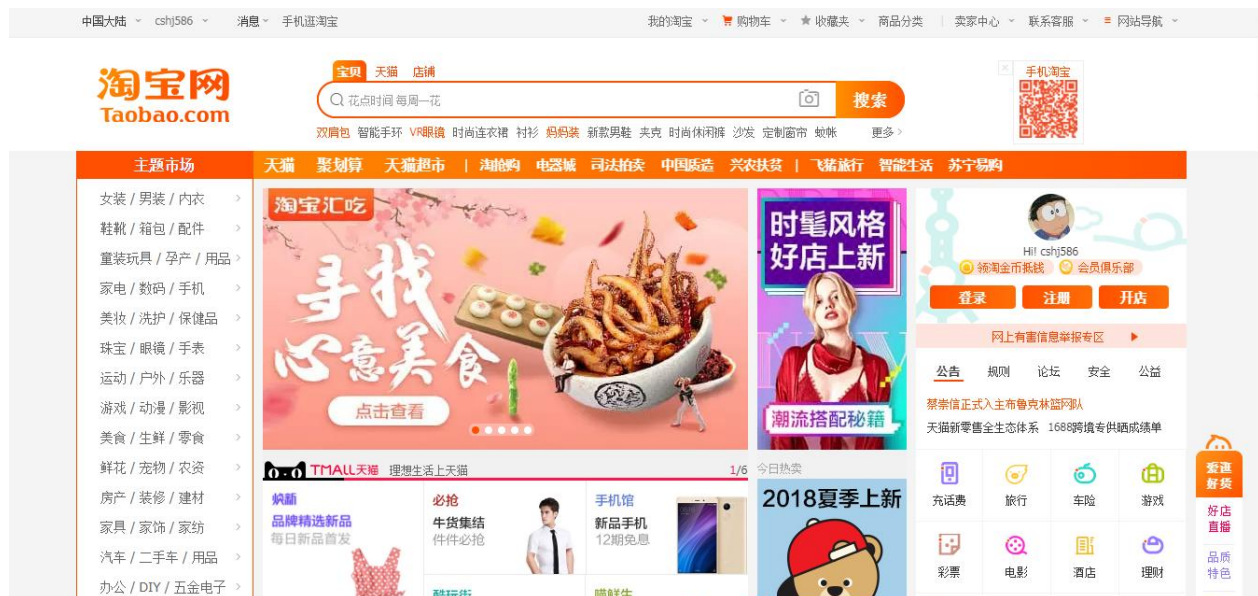 中国大陆 cshj586 消息 手机逛淘宝 我的淘宝 购物车 收藏夹 商品分类 卖家中心 联系客服 网站导航
淘宝网
Taobao.com
宝贝 天猫 店铺
花点时间 每周一花
搜索
双肩包 智能手环 VR眼镜 时尚连衣裙 衬衫 妈妈装 新款男鞋 夹克 时尚休闲裤 沙发 定制窗帘 蚊帐 更多
手机淘宝
主题市场 天猫 聚划算 天猫超市 | 淘抢购 电器城 司法拍卖 中国质造 兴农扶贫 | 飞猪旅行 智能生活 苏宁易购
女装 / 男装 / 内衣
鞋靴 / 箱包 / 配件
童装玩具 / 孕产 / 用品
家电 / 数码 / 手机
美妆 / 洗护 / 保健品
珠宝 / 眼镜 / 手表
运动 / 户外 / 乐器
游戏 / 动漫 / 影视
美食 / 生鲜 / 零食
鲜花 / 宠物 / 农资
房产 / 装修 / 建材
家具 / 家饰 / 家纺
汽车 / 二手车 / 用品
办公 / DIY / 五金电子
淘宝汇吃
寻找
心意美食
点击查看
时髦风格
好店上新
潮流搭配秘籍
Hi! cshj586
领淘金币抵钱 会员俱乐部
登录 注册 开店
网上有害信息举报专区
公告 规则 论坛 安全 公益
蔡崇信正式入主布鲁克林篮网队
天猫新零售全生态体系 1688跨境专供晒成绩单
充话费 旅行 车险 游戏
彩票 电影 酒店 理财
TMALL天猫 理想生活上天猫 1/6
焕新
品牌精选新品
每日新品首发
必抢
牛货集结
件件必抢
手机馆
新品手机
12期免息
酷玩街
喵鲜生
今日热卖
2018夏季上新
爱逛
好货
好店
直播
品质
特色